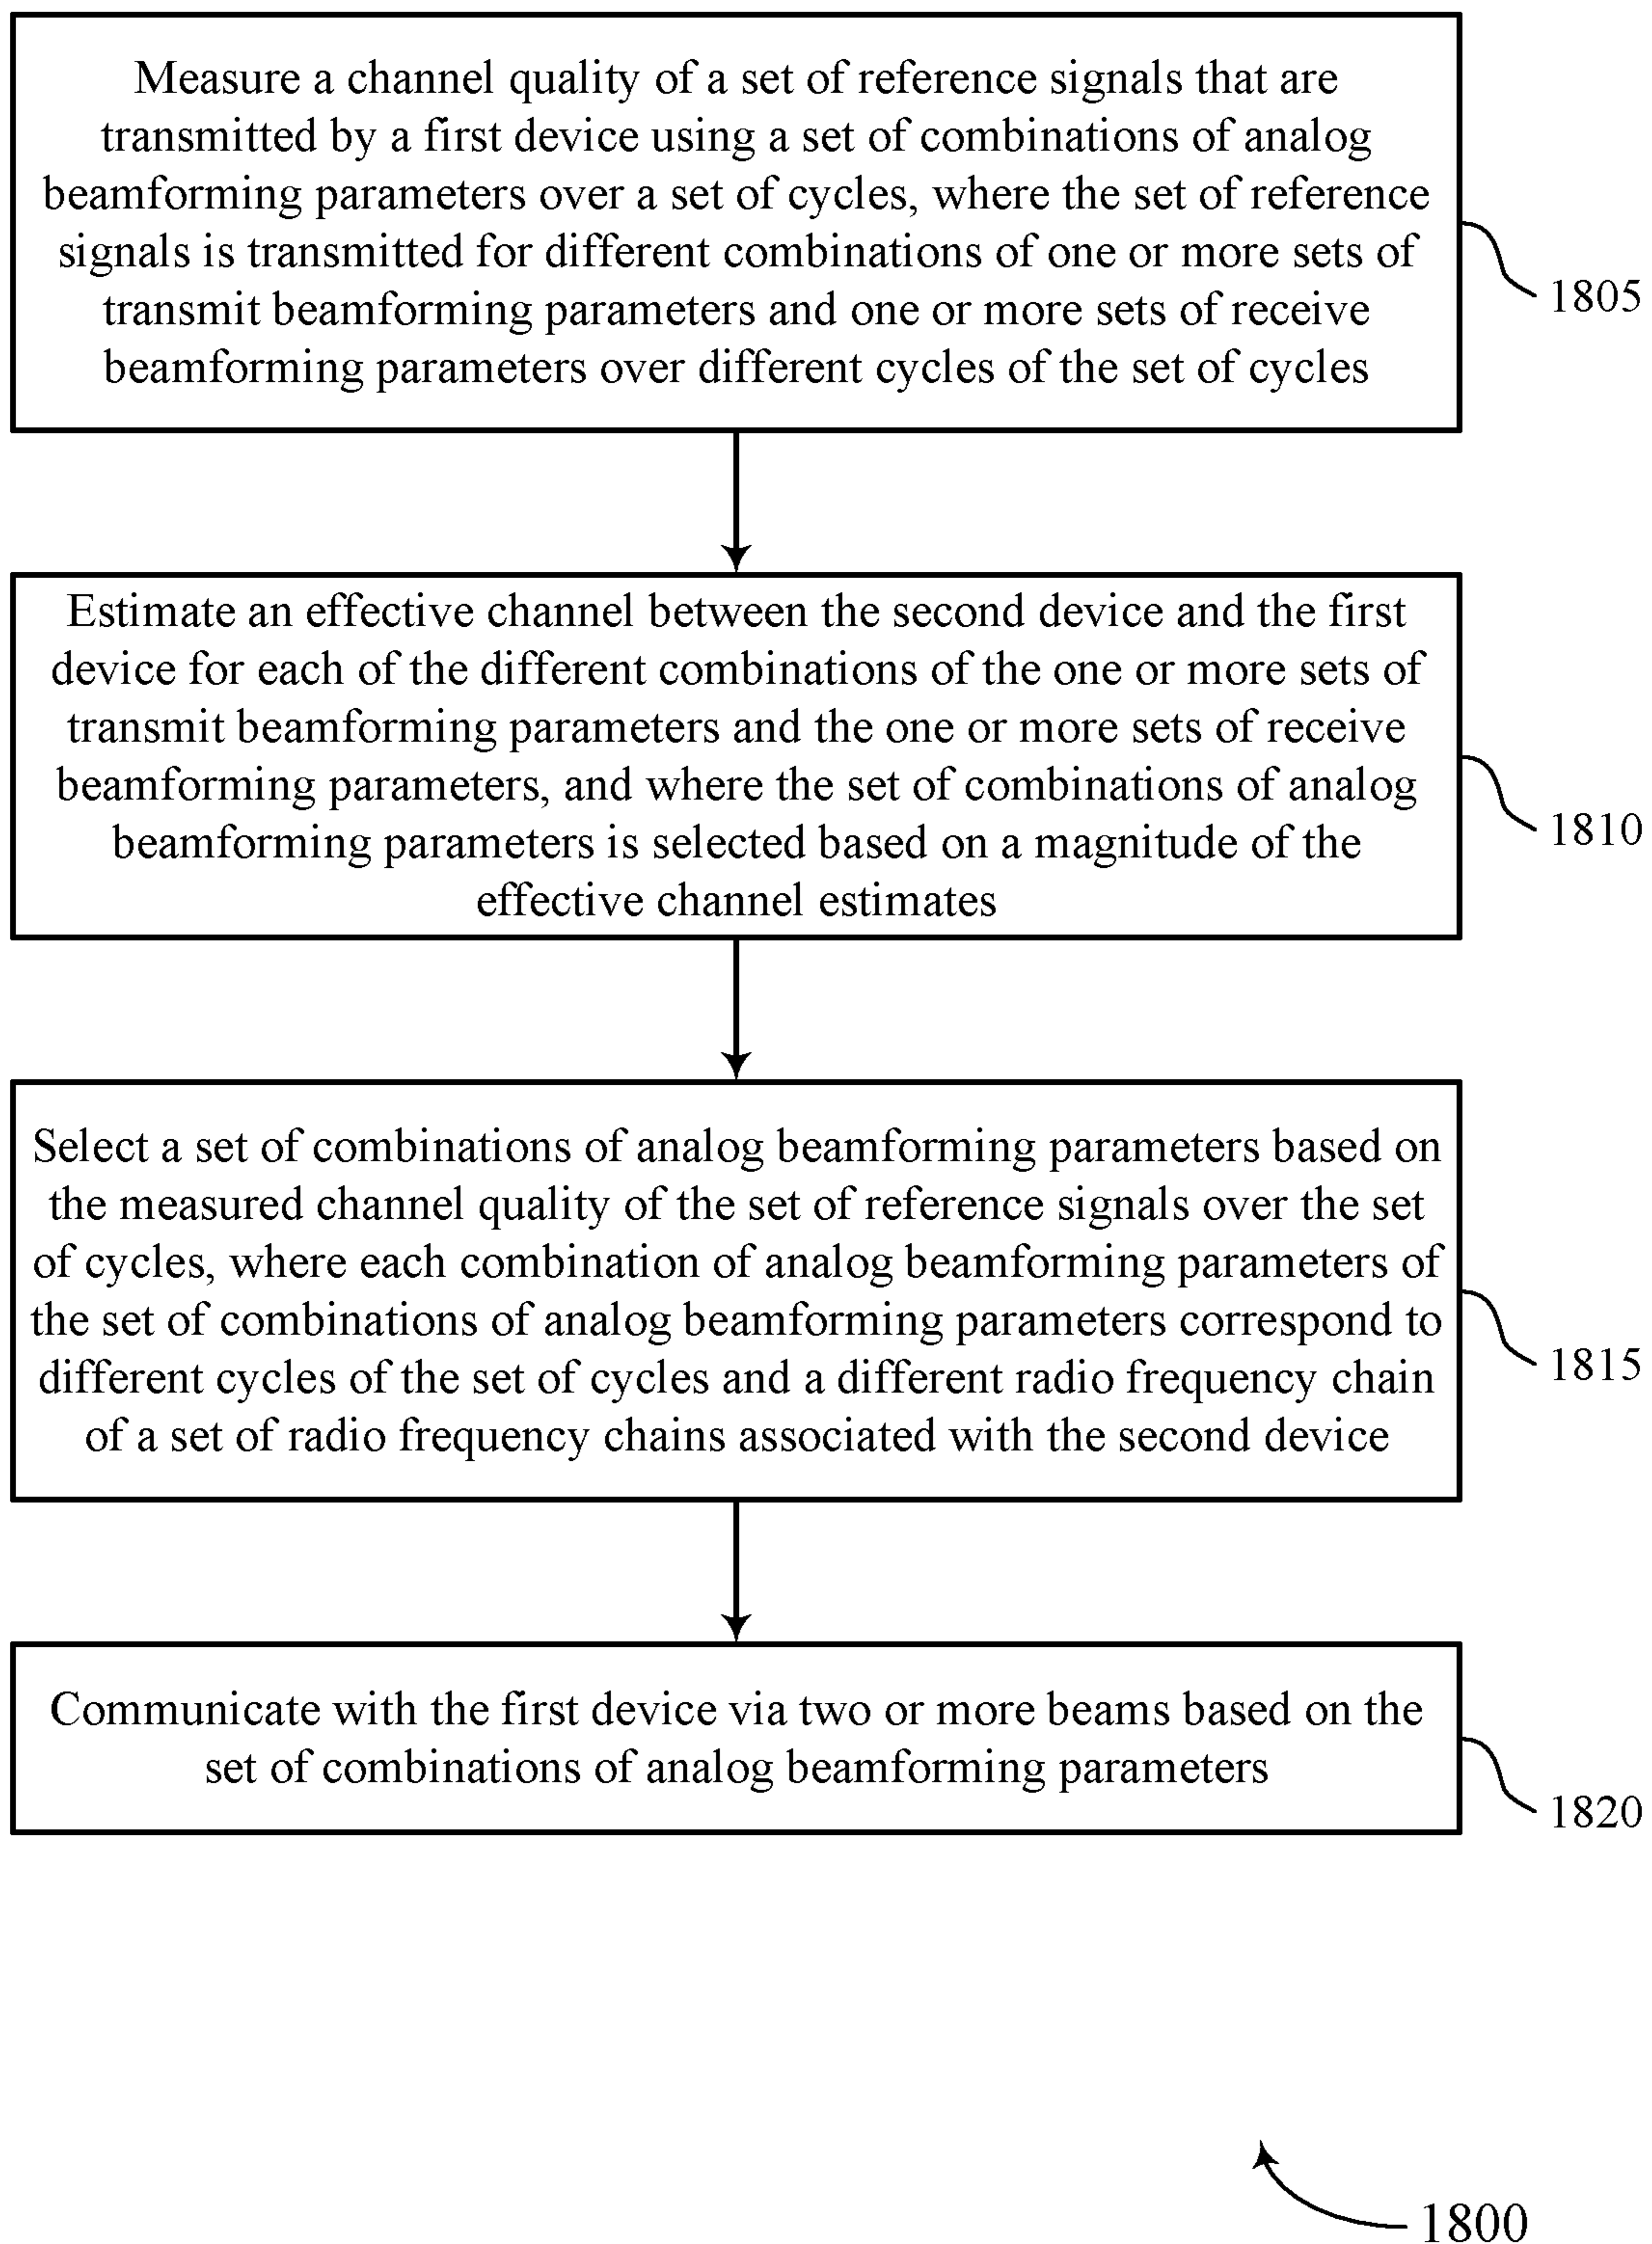 Measure a channel quality of a set of reference signals that are
transmitted by a first device using a set of combinations of analog
beamforming parameters over a set of cycles, where the set of reference
signals is transmitted for different combinations of one or more sets of
transmit beamforming parameters and one or more sets of receive
beamforming parameters over different cycles of the set of cycles
1805
Estimate an effective channel between the second device and the first
device for each of the different combinations of the one or more sets of
transmit beamforming parameters and the one or more sets of receive
beamforming parameters, and where the set of combinations of analog
beamforming parameters is selected based on a magnitude of the
effective channel estimates
1810
Select a set of combinations of analog beamforming parameters based on
the measured channel quality of the set of reference signals over the set
of cycles, where each combination of analog beamforming parameters of
the set of combinations of analog beamforming parameters correspond to
different cycles of the set of cycles and a different radio frequency chain
of a set of radio frequency chains associated with the second device
1815
Communicate with the first device via two or more beams based on the
set of combinations of analog beamforming parameters
1820
1800